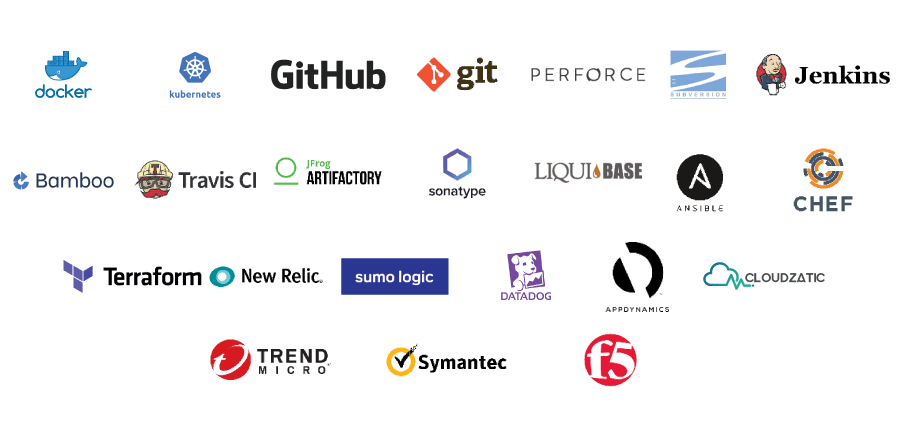 docker
kubernetes
GitHub
git
PERFORCE
SUBVERSION
Jenkins
Bamboo
Travis CI
JFrog
ARTIFACTORY
sonatype
LIQUIBASE
ANSIBLE
CHEF
Terraform
New Relic®
sumo logic
DATADOG
APPDYNAMICS
CLOUDZATIC
TREND
MICRO
Symantec
f5